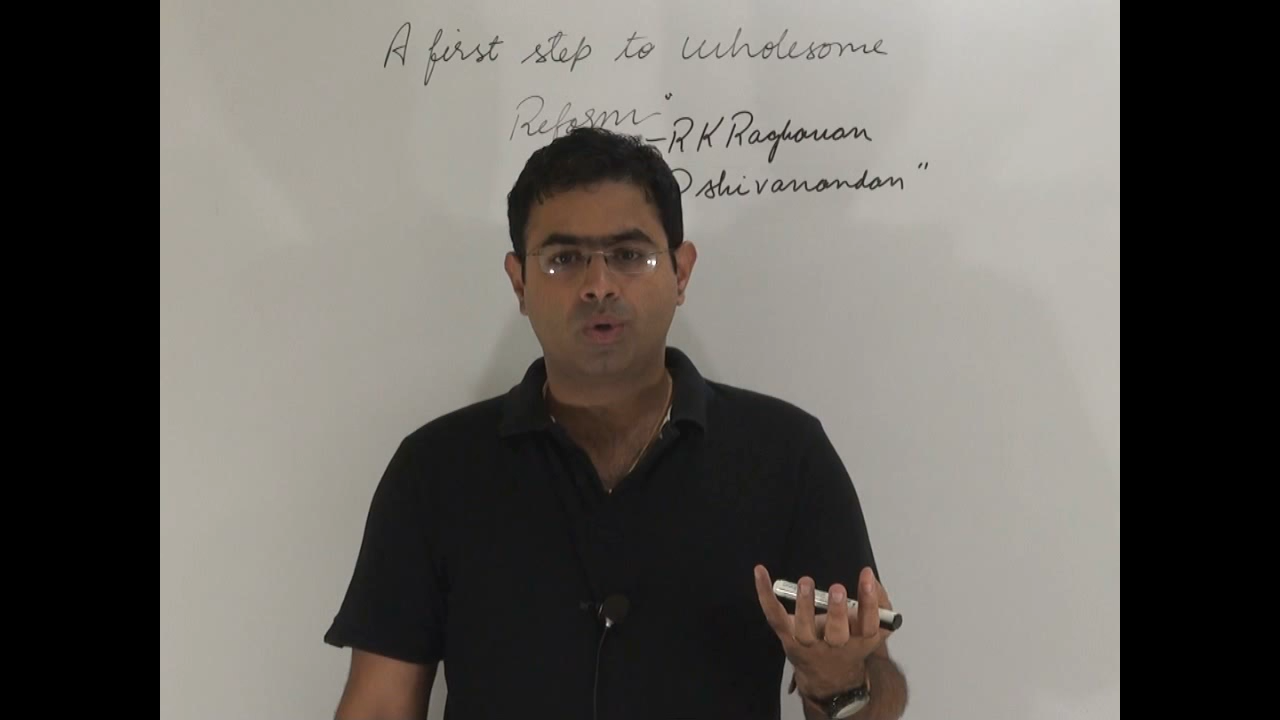 A first step to wholesome
Reform"
- R K Raghavan
D shivanandan"